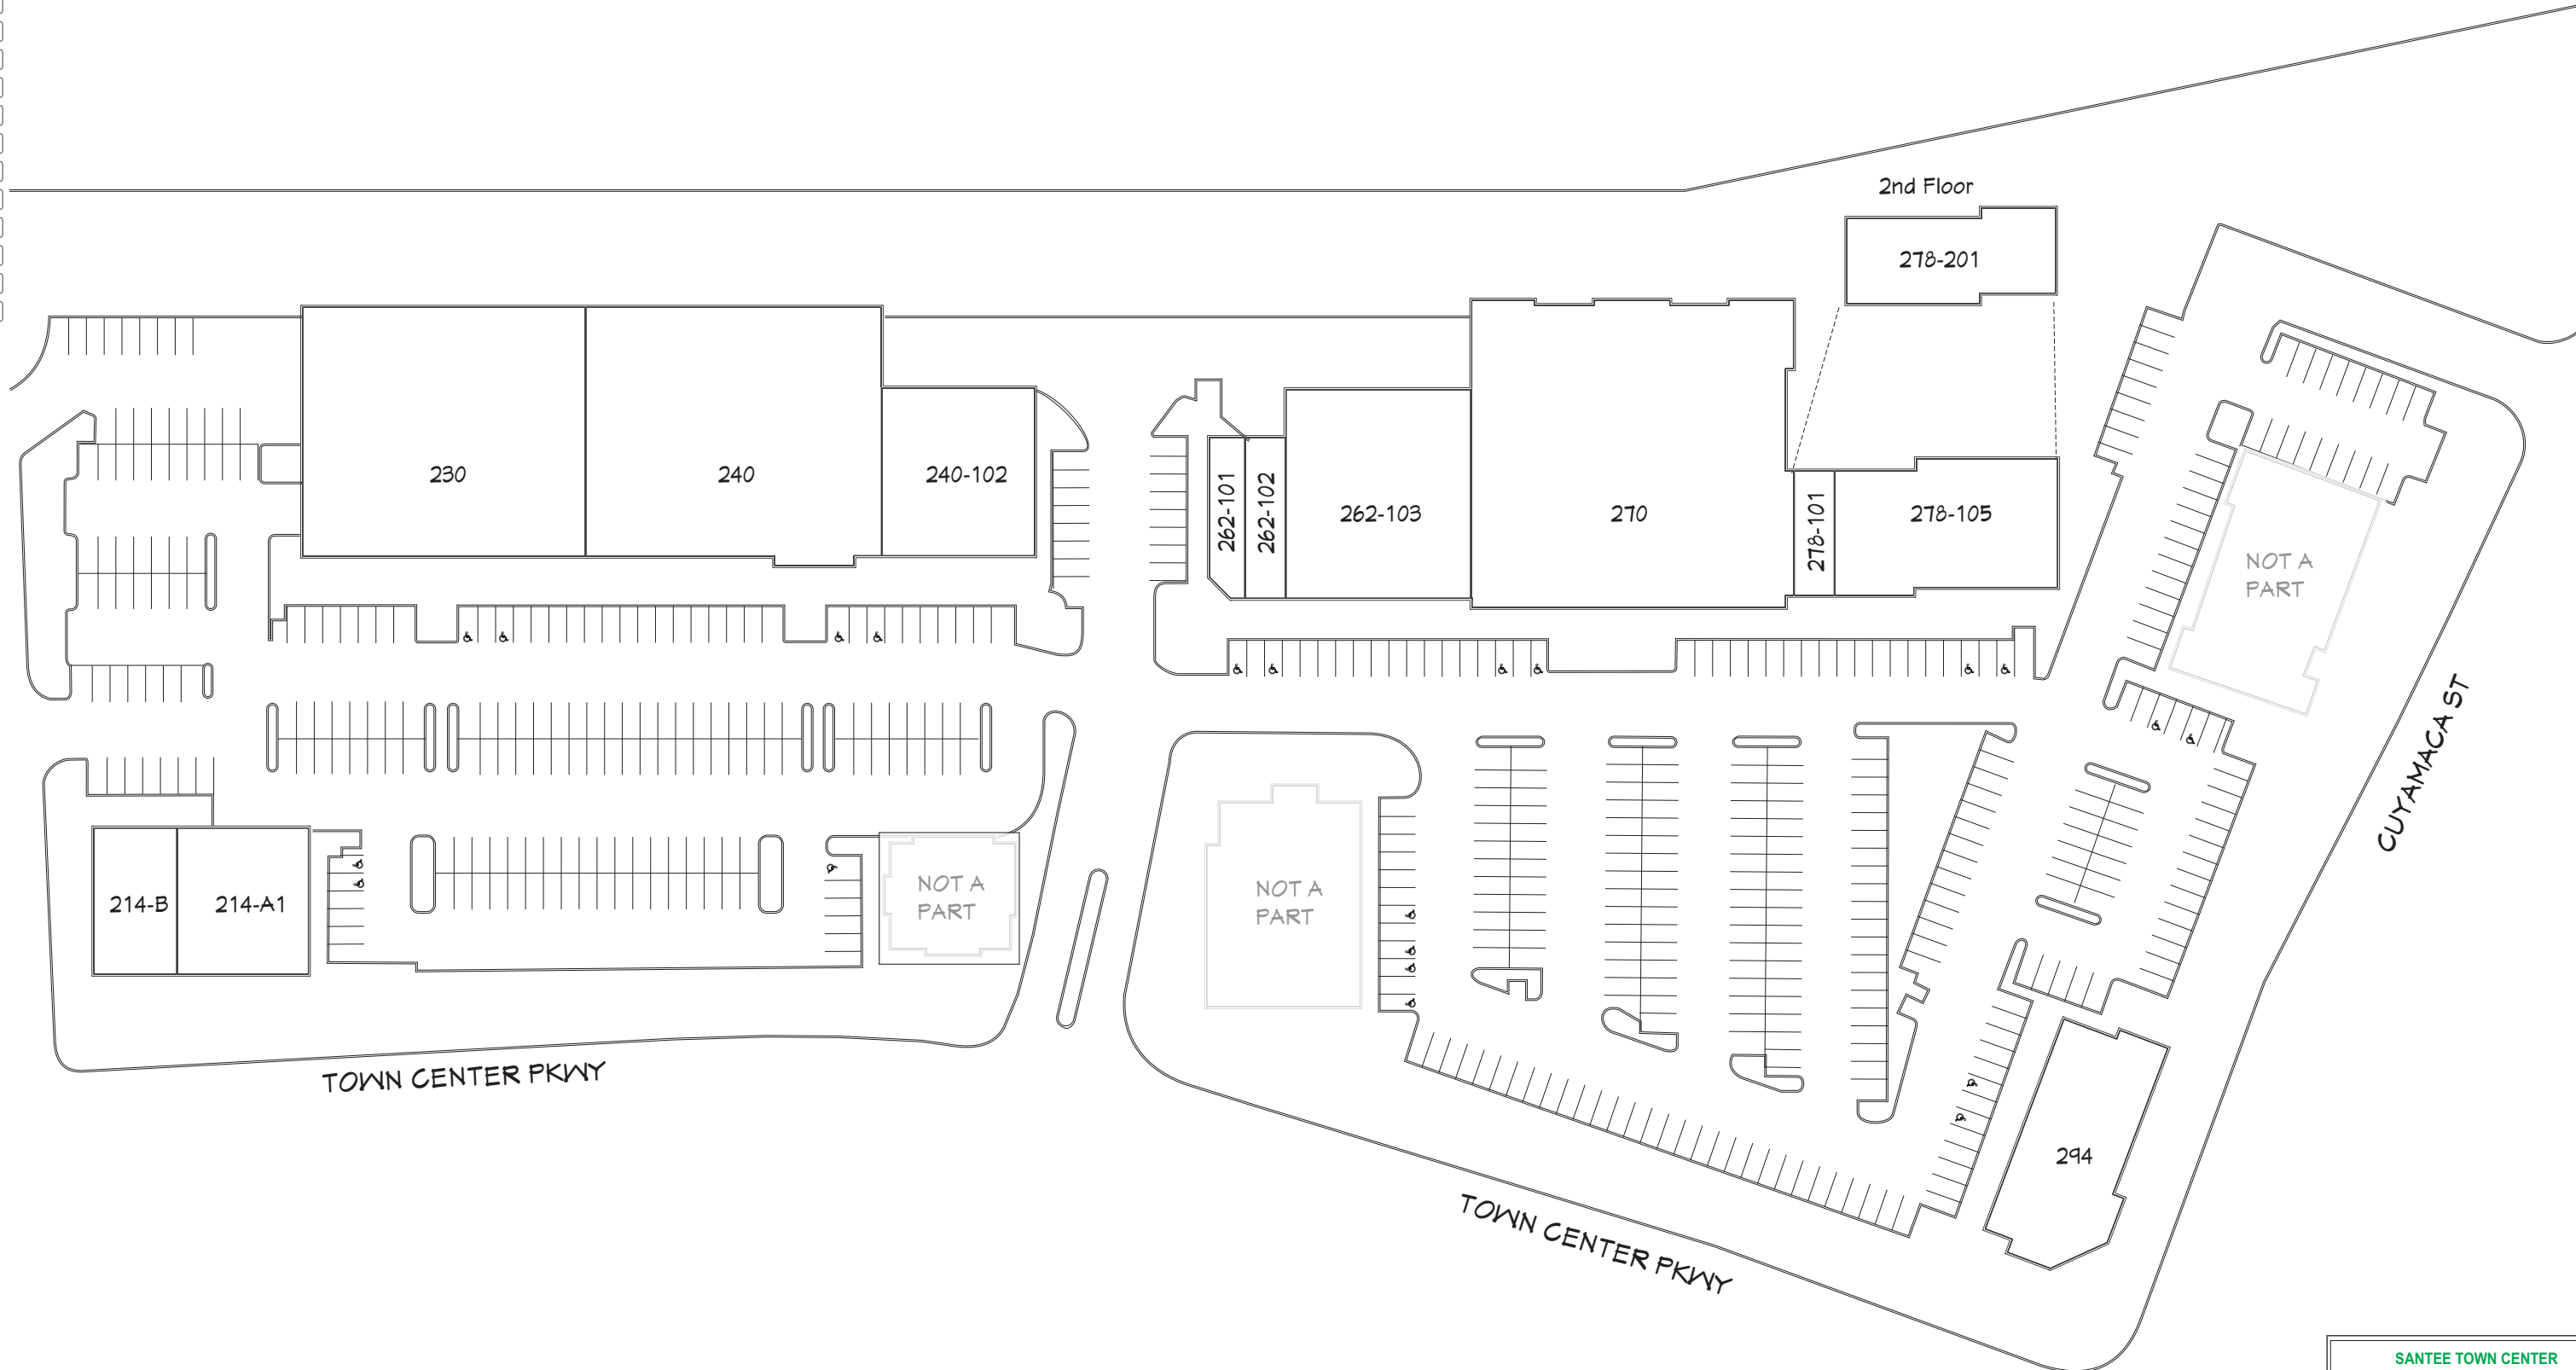 2nd Floor
278-201
230
240
240-102
262-101
262-102
262-103
270
278-101
278-105
NOT A
PART
CUYAMACA ST
214-B
214-A1
NOT A
PART
NOT A
PART
TOWN CENTER PKWY
294
TOWN CENTER PKWY
SANTEE TOWN CENTER